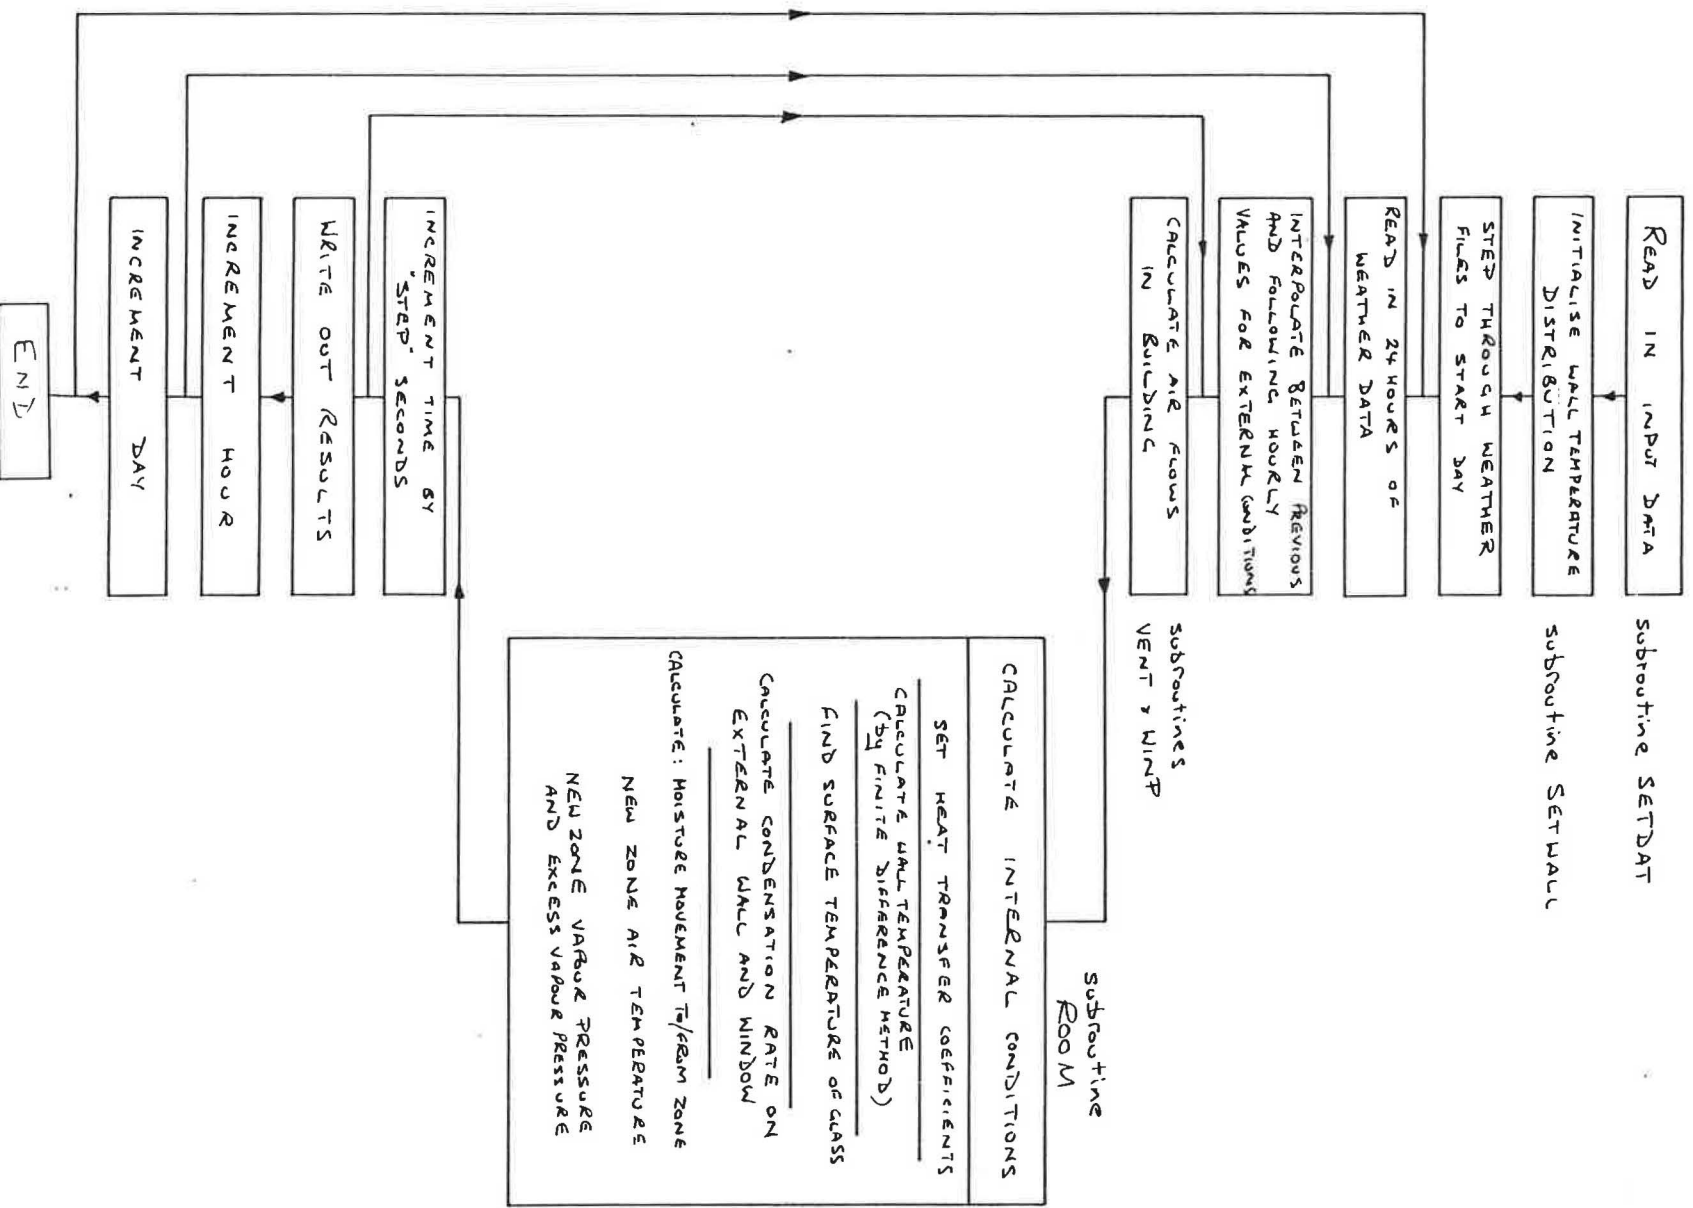 READ IN INPUT DATA
subroutine SETDAT
INITIALISE WALL TEMPERATURE
DISTRIBUTION
subroutine SETWALL
STEP THROUGH WEATHER
FILES TO START DAY
READ IN 24 HOURS OF
WEATHER DATA
INTERPOLATE BETWEEN PREVIOUS
AND FOLLOWING HOURLY
VALUES FOR EXTERNAL CONDITIONS
CALCULATE AIR FLOWS
IN BUILDING
subroutines
VENT & WINP
subroutine
ROOM
CALCULATE INTERNAL CONDITIONS
SET HEAT TRANSFER COEFFICIENTS
CALCULATE WALL TEMPERATURE
(by FINITE DIFFERENCE METHOD)
FIND SURFACE TEMPERATURE OF GLASS
CALCULATE CONDENSATION RATE ON
EXTERNAL WALL AND WINDOW
CALCULATE: MOISTURE MOVEMENT TO/FROM ZONE
NEW ZONE AIR TEMPERATURE
NEW ZONE VAPOUR PRESSURE
AND EXCESS VAPOUR PRESSURE
INCREMENT TIME BY
"STEP" SECONDS
WRITE OUT RESULTS
INCREMENT HOUR
INCREMENT DAY
END